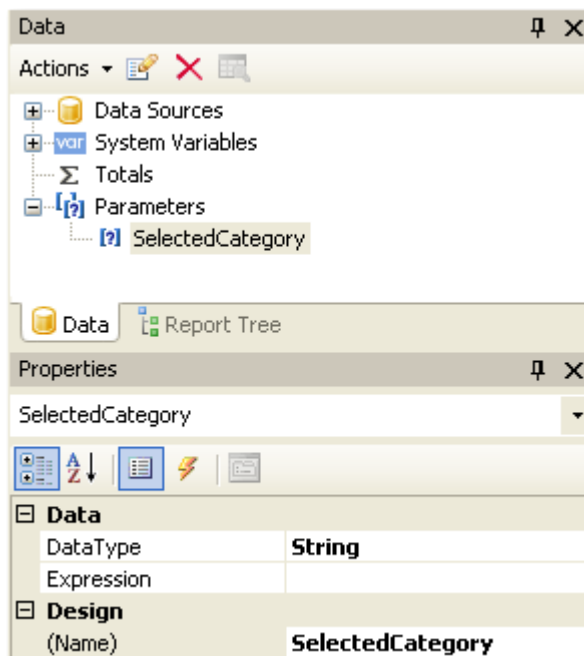 Data
Actions
Data Sources
var System Variables
Σ Totals
[?] Parameters
[?] SelectedCategory
Data Report Tree
Properties
SelectedCategory
A Z
Data
DataType String
Expression
Design
(Name) SelectedCategory